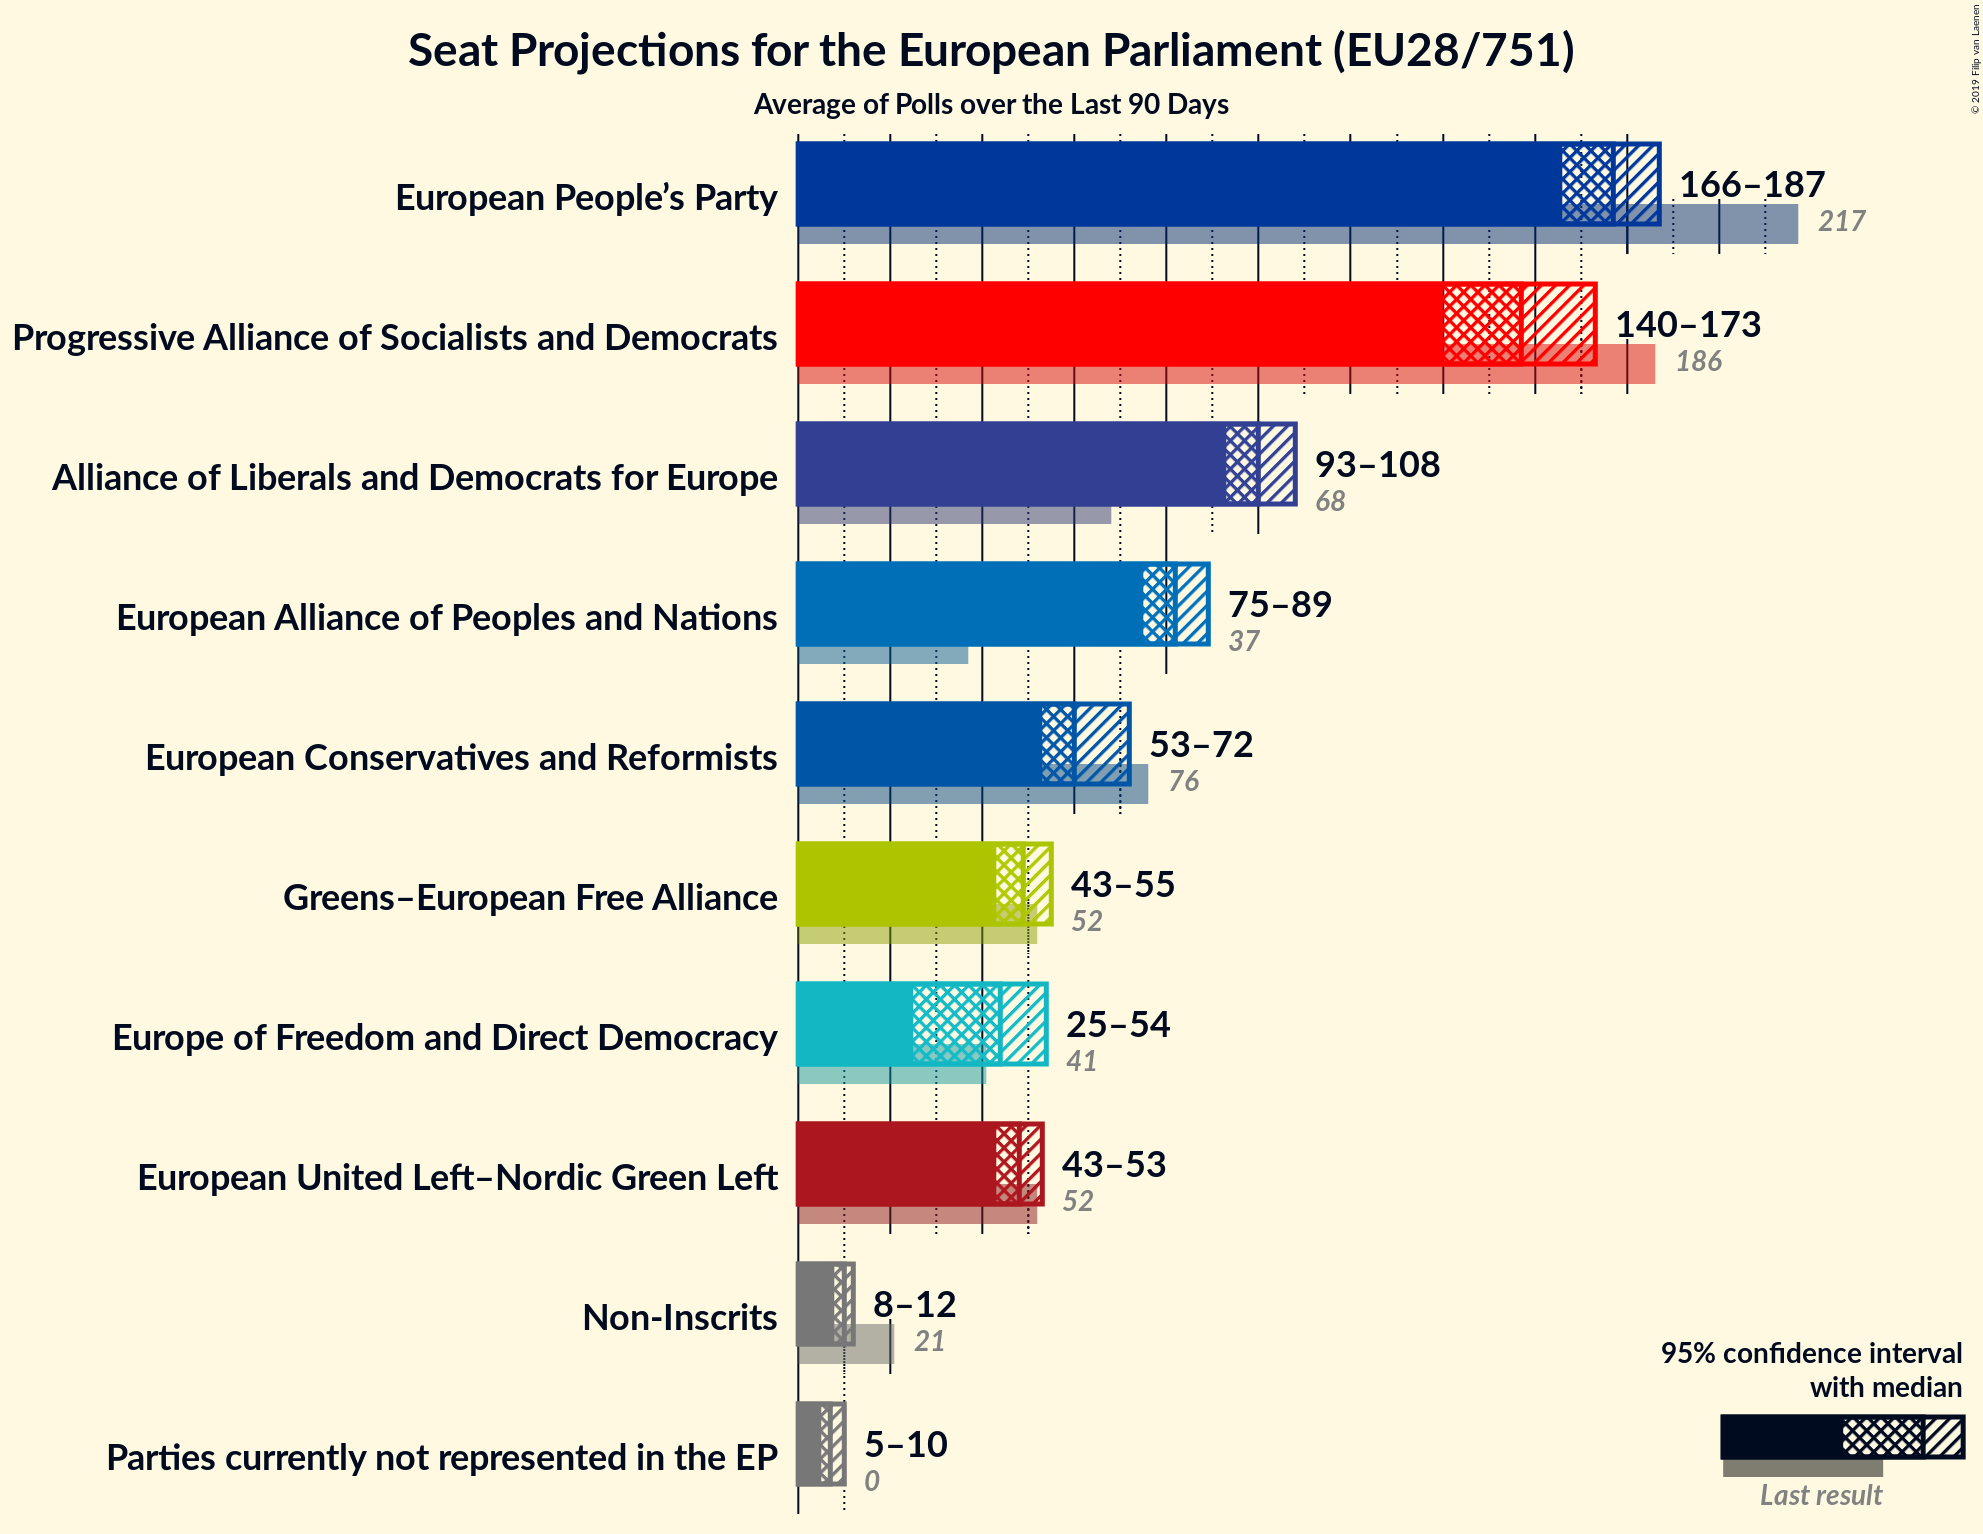 Seat Projections for the European Parliament (EU28/751)
Average of Polls over the Last 90 Days
© 2019 Filip van Laenen
European People’s Party
166–187
217
Progressive Alliance of Socialists and Democrats
140–173
186
Alliance of Liberals and Democrats for Europe
93–108
68
European Alliance of Peoples and Nations
75–89
37
European Conservatives and Reformists
53–72
76
Greens–European Free Alliance
43–55
52
Europe of Freedom and Direct Democracy
25–54
41
European United Left–Nordic Green Left
43–53
52
Non-Inscrits
8–12
21
Parties currently not represented in the EP
5–10
0
95% confidence interval
with median
Last result